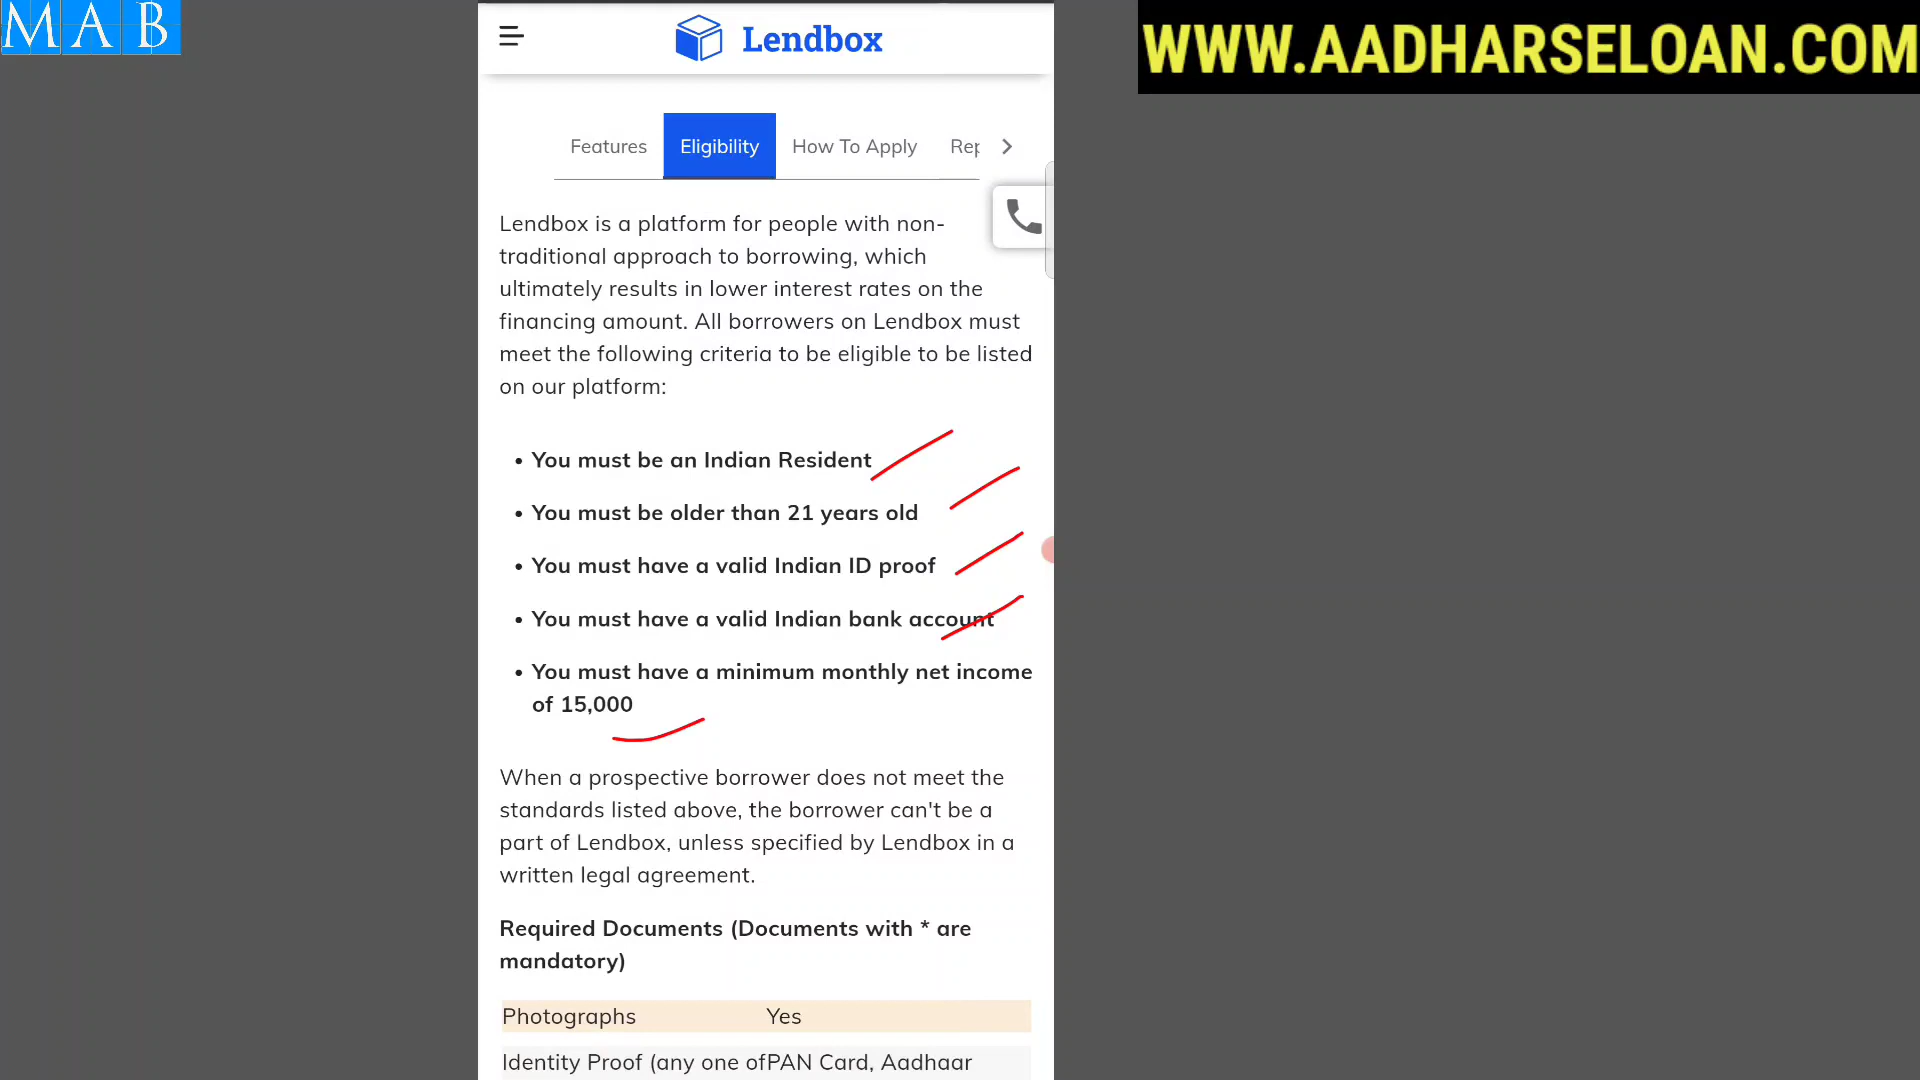 MAB
Lendbox
WWW.AADHARSELOAN.COM
Features
Eligibility
How To Apply
Rep
Lendbox is a platform for people with non-
traditional approach to borrowing, which
ultimately results in lower interest rates on the
financing amount. All borrowers on Lendbox must
meet the following criteria to be eligible to be listed
on our platform:
• You must be an Indian Resident
• You must be older than 21 years old
• You must have a valid Indian ID proof
• You must have a valid Indian bank account
• You must have a minimum monthly net income
of 15,000
When a prospective borrower does not meet the
standards listed above, the borrower can't be a
part of Lendbox, unless specified by Lendbox in a
written legal agreement.
Required Documents (Documents with * are
mandatory)
Photographs Yes
Identity Proof (any one of PAN Card, Aadhaar